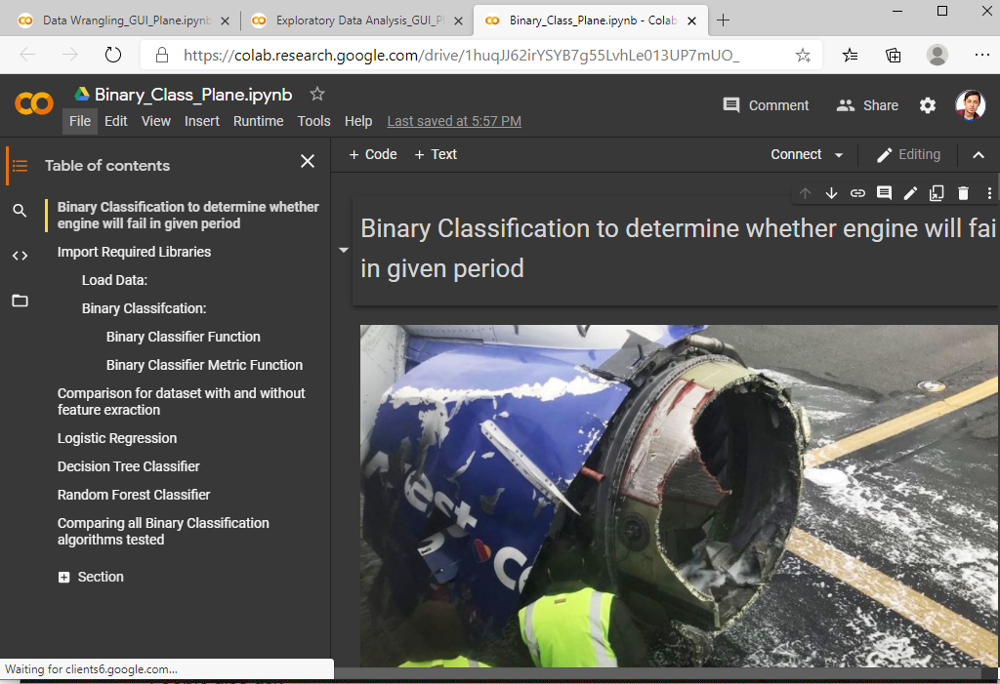 Data Wrangling_GUI_Plane.ipynb
Exploratory Data Analysis_GUI_Pl
Binary_Class_Plane.ipynb - Colab
https://colab.research.google.com/drive/1huqJJ62irYSYB7g55LvhLe013UP7mUO_
Binary_Class_Plane.ipynb
Comment
Share
File Edit View Insert Runtime Tools Help Last saved at 5:57 PM
Table of contents
+ Code + Text
Connect
Editing
Binary Classification to determine whether
engine will fail in given period
Import Required Libraries
Load Data:
Binary Classifcation:
Binary Classifier Function
Binary Classifier Metric Function
Comparison for dataset with and without
feature exraction
Logistic Regression
Decision Tree Classifier
Random Forest Classifier
Comparing all Binary Classification
algorithms tested
Section
Binary Classification to determine whether engine will fai
in given period
Waiting for clients6.google.com...